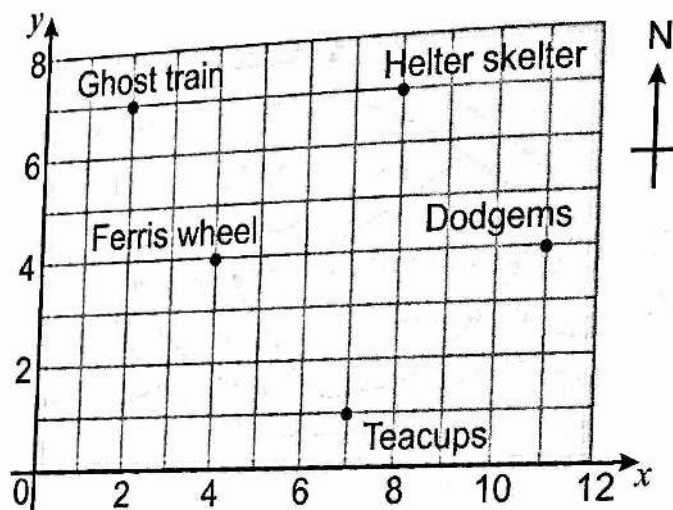 y
N
8
Ghost train
Helter skelter
6
Ferris wheel
Dodgems
4
2
Teacups
0 2 4 6 8 10 12 x